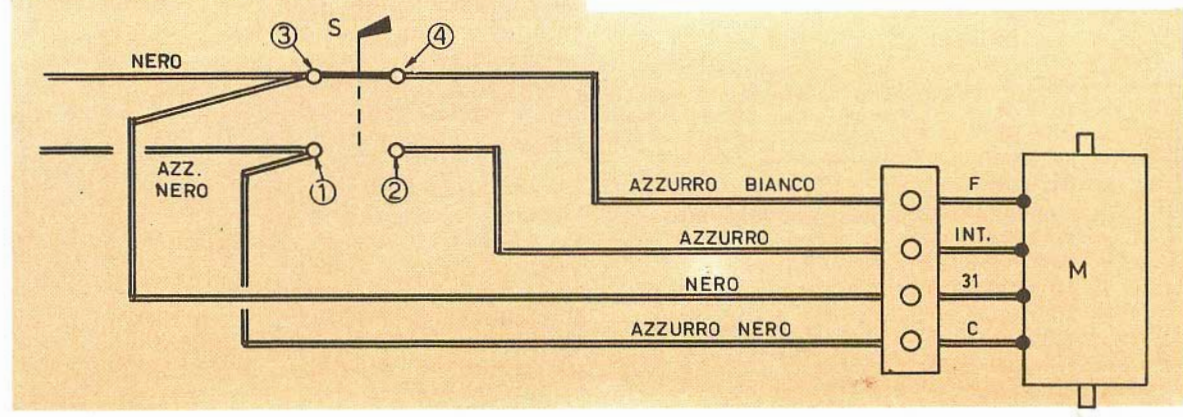 S
③
④
NERO
AZZ.
NERO
①
②
AZZURRO BIANCO
F
AZZURRO
INT.
M
NERO
31
AZZURRO NERO
C